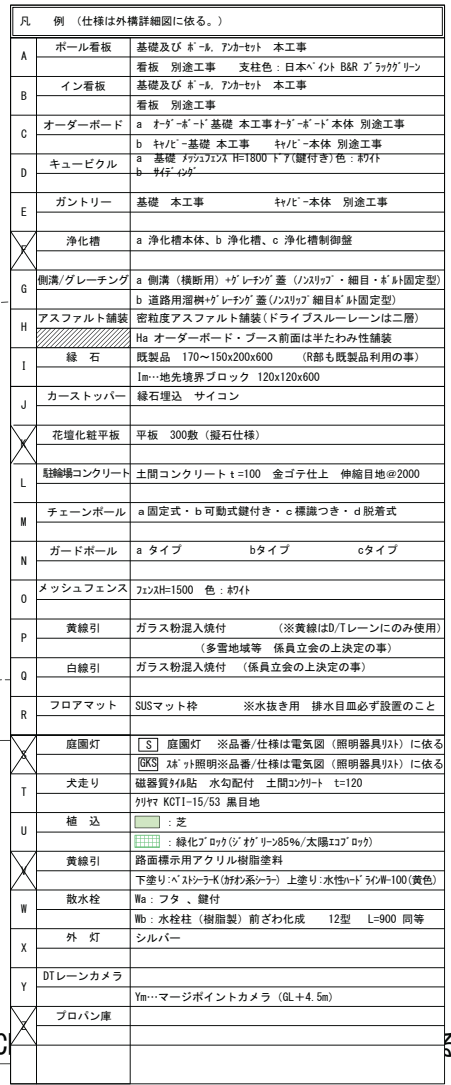 凡　例 (仕様は外構詳細図に依る。)
A ポール看板 基礎及び ﾎﾟｰﾙ. ｱﾝｶｰｾｯﾄ 本工事
看板 別途工事 支柱色：日本ﾍﾟｲﾝﾄ B&R ﾌﾞﾗｯｸｸﾞﾘｰﾝ
B イン看板 基礎及び ﾎﾟｰﾙ. ｱﾝｶｰｾｯﾄ 本工事
看板 別途工事
C オーダーボード a ｵｰﾀﾞｰﾎﾞｰﾄﾞ基礎 本工事 ｵｰﾀﾞｰﾎﾞｰﾄﾞ本体 別途工事
b ｷｬﾉﾋﾟｰ基礎 本工事 ｷｬﾉﾋﾟｰ本体 別途工事
D キュービクル a 基礎 ﾒｯｼｭﾌｪﾝｽ H=1800 ﾄﾞｱ(鍵付き)色：ﾎﾜｲﾄ
b ｻｲﾃﾞｨﾝｸﾞ
E ガントリー 基礎 本工事 ｷｬﾉﾋﾟｰ本体 別途工事
F 浄化槽 a 浄化槽本体、b 浄化槽、c 浄化槽制御盤
G 側溝/グレーチング a 側溝（横断用）+ｸﾞﾚｰﾁﾝｸﾞ蓋 (ﾉﾝｽﾘｯﾌﾟ・細目・ﾎﾞﾙﾄ固定型)
b 道路用溜桝+ｸﾞﾚｰﾁﾝｸﾞ蓋(ﾉﾝｽﾘｯﾌﾟ細目ﾎﾞﾙﾄ固定型)
H アスファルト舗装 密粒度アスファルト舗装(ドライブスルーレーンは二層)
Ha オーダーボード・ブース前面は半たわみ性舗装
I 縁　石 既製品 170～150x200x600 (R部も既製品利用の事)
Im…地先境界ブロック 120x120x600
J カーストッパー 縁石埋込 サイコン
K 花壇化粧平板 平板 300敷（擬石仕様）
L 駐輪場コンクリート 土間コンクリートｔ=100 金ゴテ仕上 伸縮目地@2000
M チェーンポール ａ固定式・ｂ可動式鍵付き・ｃ標識つき・ｄ脱着式
N ガードポール a タイプ bタイプ cタイプ
O メッシュフェンス ﾌｪﾝｽH=1500 色：ﾎﾜｲﾄ
P 黄線引 ガラス粉混入焼付 (※黄線はD/Tレーンにのみ使用)
(多雪地域等 係員立会の上決定の事)
Q 白線引 ガラス粉混入焼付 (係員立会の上決定の事)
R フロアマット SUSマット枠 ※水抜き用 排水目皿必ず設置のこと
S 庭園灯 S 庭園灯 ※品番/仕様は電気図（照明器具ﾘｽﾄ）に依る
GKS ｽﾎﾟｯﾄ照明※品番/仕様は電気図（照明器具ﾘｽﾄ）に依る
T 犬走り 磁器質ﾀｲﾙ貼 水勾配付 土間ｺﾝｸﾘｰﾄ t=120
ｸﾘﾔﾏ KCTI-15/53 黒目地
U 植　込 ：芝
：緑化ﾌﾞﾛｯｸ(ｼﾞｵｸﾞﾘｰﾝ85%/太陽ｴｺﾌﾞﾛｯｸ)
V 黄線引 路面標示用アクリル樹脂塗料
下塗り:ﾍﾞｽﾄｼｰﾗｰK(ｶﾁｵﾝ系ｼｰﾗｰ) 上塗り:水性ﾊｰﾄﾞﾗｲﾝW-100(黄色)
W 散水栓 Wa：フタ 、鍵付
Wb：水栓柱（樹脂製）前ざわ化成 12型 L=900 同等
X 外　灯 シルバー
Y DTレーンカメラ
Ym…マージポイントカメラ（GL＋4.5m）
Z プロパン庫